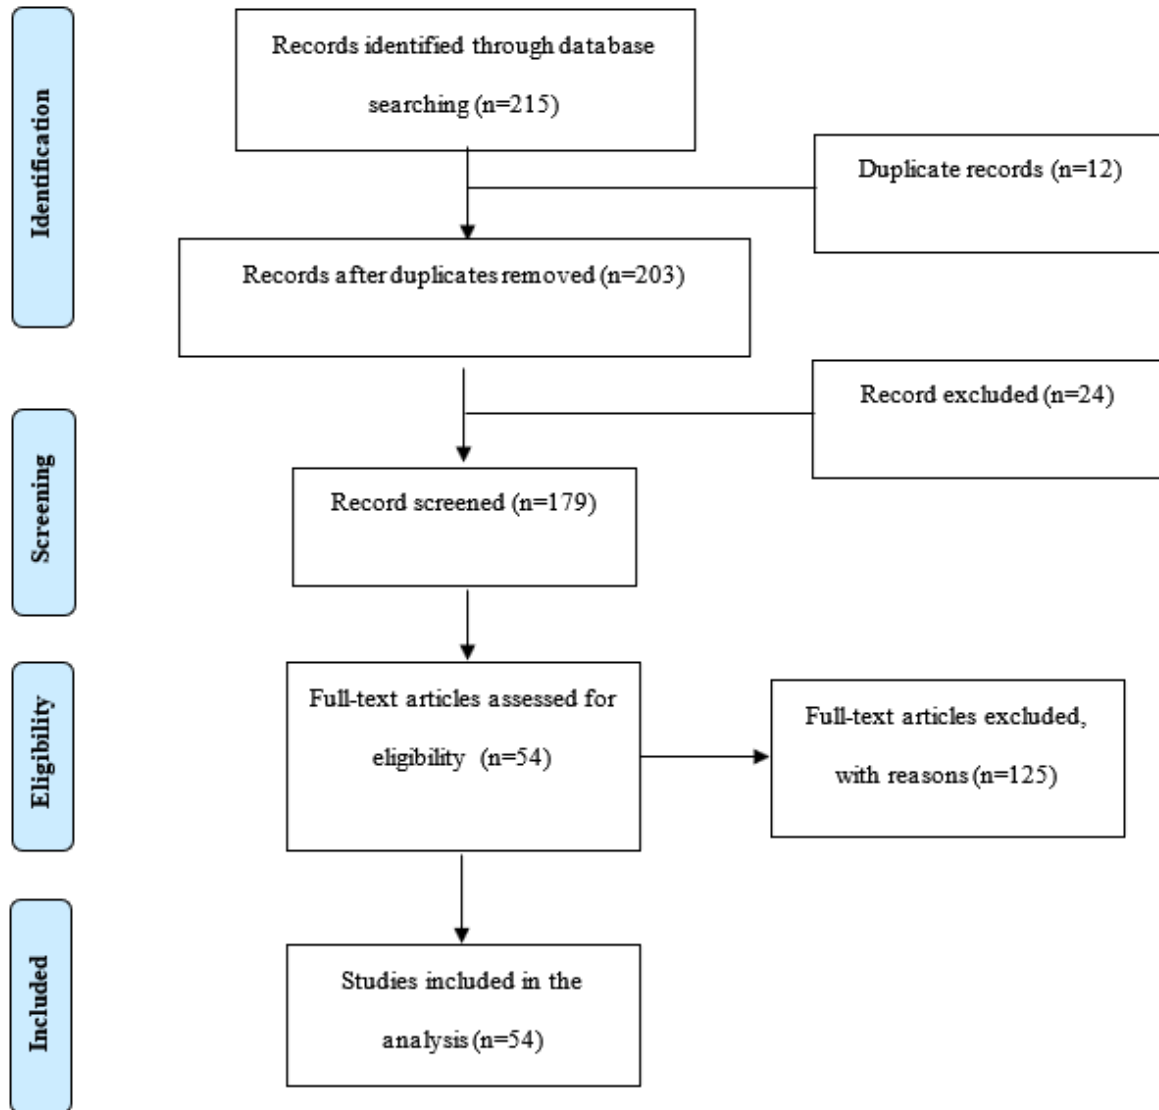 Identification
Records identified through database
searching (n=215)
Duplicate records (n=12)
Records after duplicates removed (n=203)
Screening
Record excluded (n=24)
Record screened (n=179)
Eligibility
Full-text articles assessed for
eligibility (n=54)
Full-text articles excluded,
with reasons (n=125)
Included
Studies included in the
analysis (n=54)